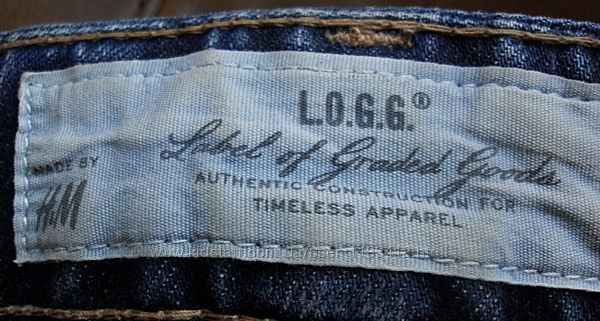 L.O.G.G.®
Label of Graded Goods
AUTHENTIC CONSTRUCTION FOR
TIMELESS APPAREL
MADE BY
H&M